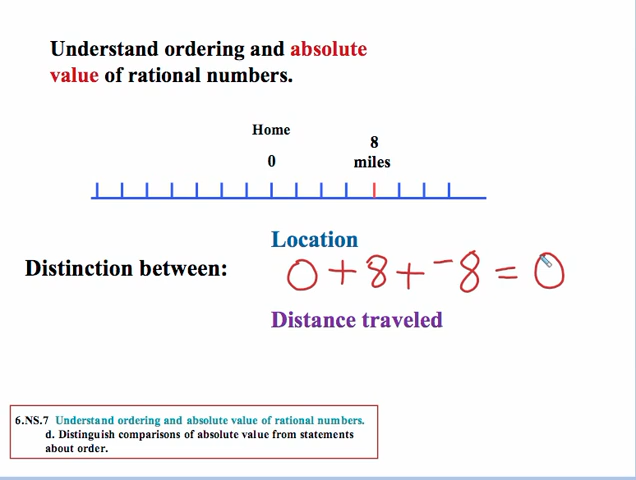 Understand ordering and absolute
value of rational numbers.
Home
0
8
miles
Location
Distinction between:
0 + 8 + -8 = 0
Distance traveled
6.NS.7 Understand ordering and absolute value of rational numbers.
d. Distinguish comparisons of absolute value from statements
about order.